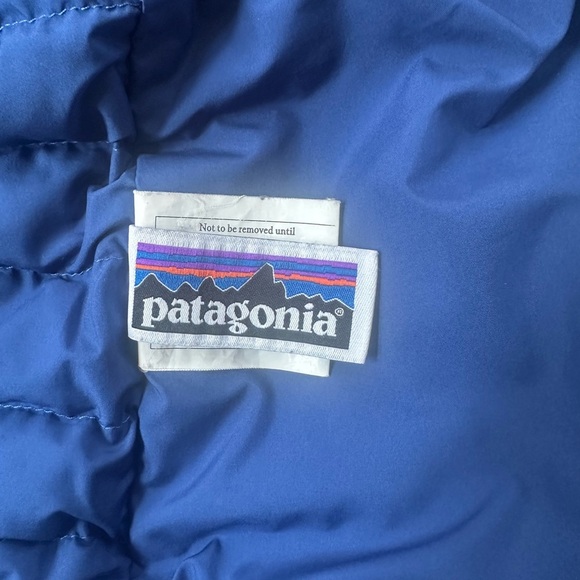 Not to be removed until
patagonia®